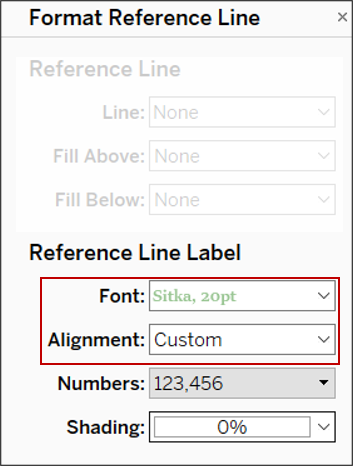 Format Reference Line ×
Reference Line
Line: None
Fill Above: None
Fill Below: None
Reference Line Label
Font: Sitka, 20pt
Alignment: Custom
Numbers: 123,456
Shading: 0%